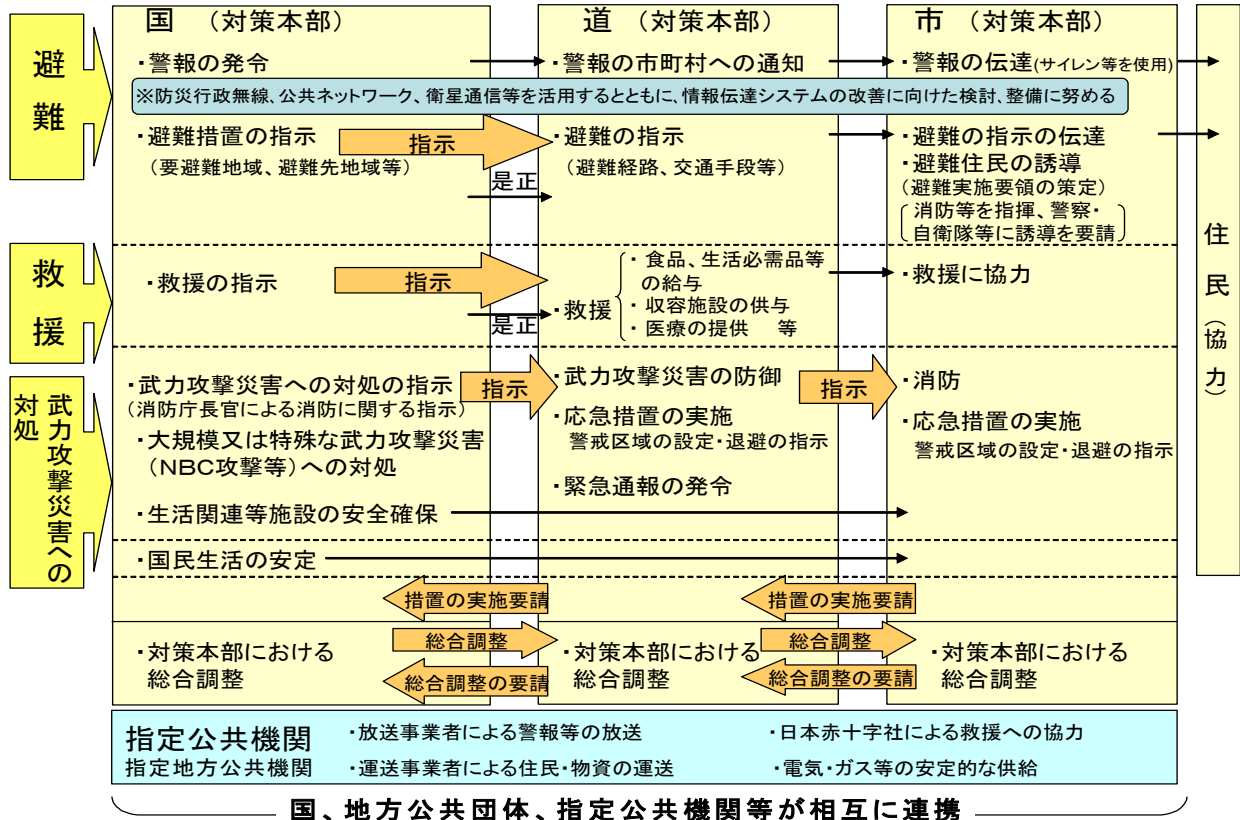 避難
救援
武力攻撃災害への
対処
国 (対策本部)
・警報の発令
道 (対策本部)
・警報の市町村への通知
市 (対策本部)
・警報の伝達(サイレン等を使用)
※防災行政無線、公共ネットワーク、衛星通信等を活用するとともに、情報伝達システムの改善に向けた検討、整備に努める
・避難措置の指示
(要避難地域、避難先地域等)
指示
是正
・避難の指示
(避難経路、交通手段等)
・避難の指示の伝達
・避難住民の誘導
(避難実施要領の策定)
消防等を指揮、警察・
自衛隊等に誘導を要請
・救援の指示
指示
是正
・救援
・食品、生活必需品等
の給与
・収容施設の供与
・医療の提供 等
・救援に協力
・武力攻撃災害への対処の指示
(消防庁長官による消防に関する指示)
・大規模又は特殊な武力攻撃災害
(NBC攻撃等)への対処
・生活関連等施設の安全確保
指示
・武力攻撃災害の防御
・応急措置の実施
警戒区域の設定・退避の指示
・緊急通報の発令
指示
・消防
・応急措置の実施
警戒区域の設定・退避の指示
・国民生活の安定
措置の実施要請
措置の実施要請
・対策本部における
総合調整
総合調整
総合調整の要請
・対策本部における
総合調整
総合調整
総合調整の要請
・対策本部における
総合調整
住民(協力)
指定公共機関
指定地方公共機関
・放送事業者による警報等の放送
・日本赤十字社による救援への協力
・運送事業者による住民・物資の運送
・電気・ガス等の安定的な供給
国、地方公共団体、指定公共機関等が相互に連携